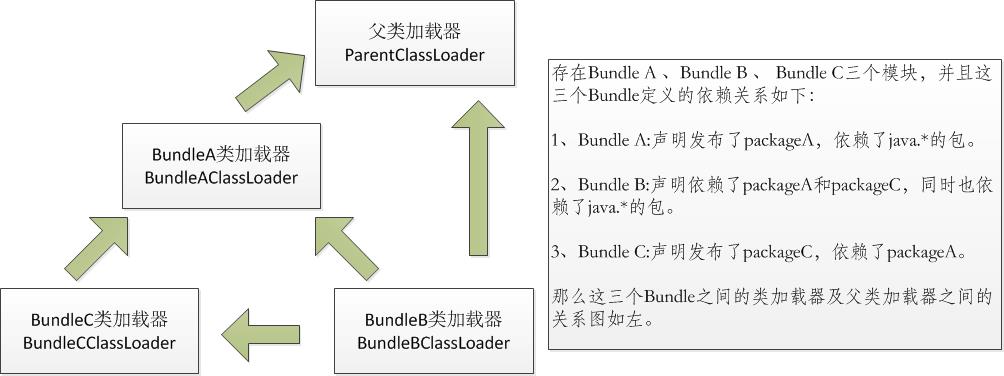 父类加载器
ParentClassLoader
BundleA类加载器
BundleAClassLoader
BundleC类加载器
BundleCClassLoader
BundleB类加载器
BundleBClassLoader
存在Bundle A 、Bundle B 、 Bundle C三个模块，并且这
三个Bundle定义的依赖关系如下：
1、Bundle A:声明发布了packageA，依赖了java.*的包。
2、Bundle B:声明依赖了packageA和packageC，同时也依
赖了java.*的包。
3、Bundle C:声明发布了packageC，依赖了packageA。
那么这三个Bundle之间的类加载器及父类加载器之间的
关系图如左。